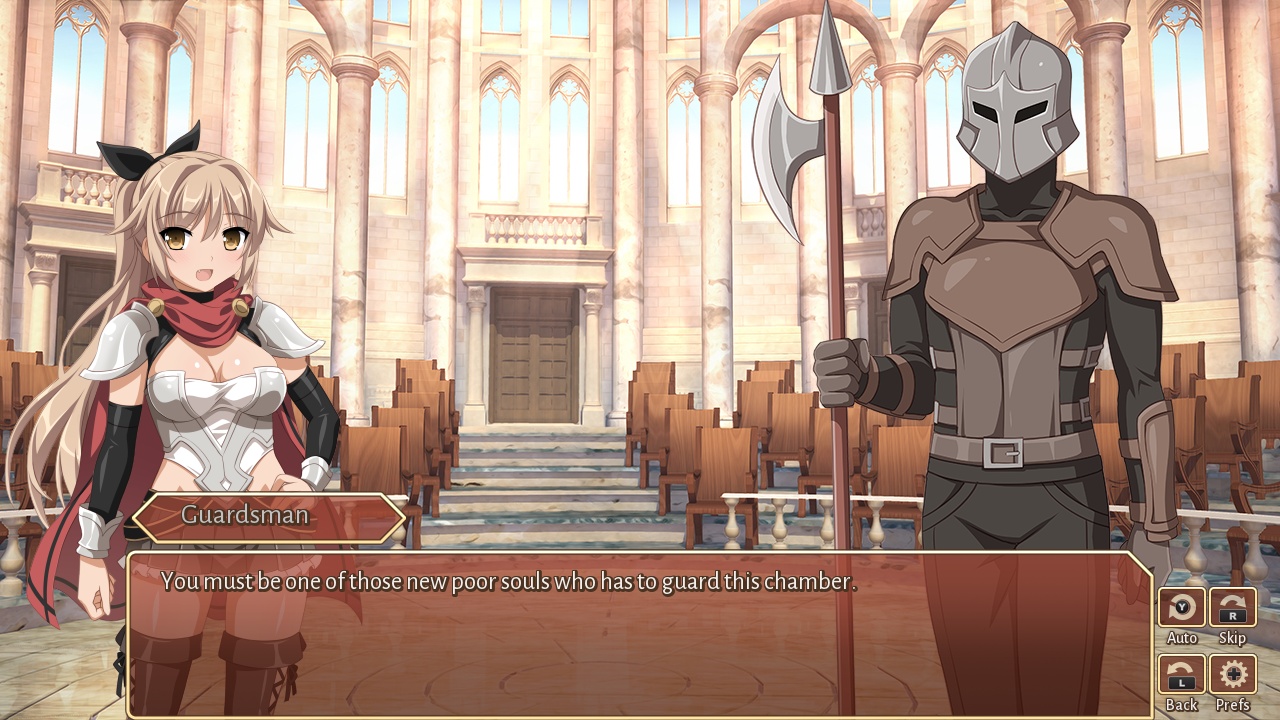 Guardsman
You must be one of those new poor souls who has to guard this chamber.
Y
R
Auto
Skip
L
Back
Prefs